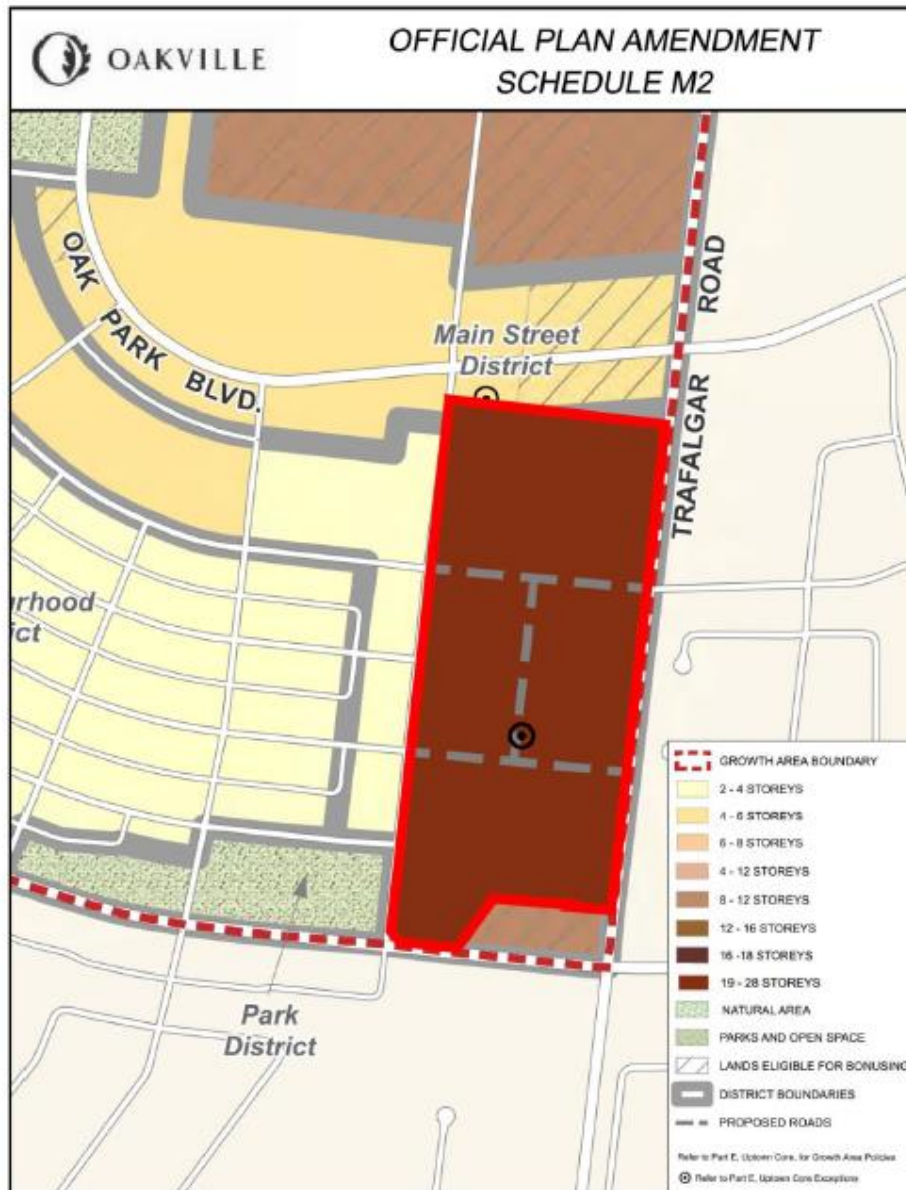 OAKVILLE
OFFICIAL PLAN AMENDMENT
SCHEDULE M2
OAK PARK BLVD.
Main Street
District
TRAFALGAR ROAD
urhood
ict
Park
District
GROWTH AREA BOUNDARY
2 - 4 STOREYS
4 - 6 STOREYS
6 - 8 STOREYS
4 - 12 STOREYS
8 - 12 STOREYS
12 - 16 STOREYS
16 -18 STOREYS
19 - 28 STOREYS
NATURAL AREA
PARKS AND OPEN SPACE
LANDS ELIGIBLE FOR BONUSING
DISTRICT BOUNDARIES
PROPOSED ROADS
Refer to Part E, Uptown Core, for Growth Area Policies
Refer to Part E, Uptown Core Exceptions